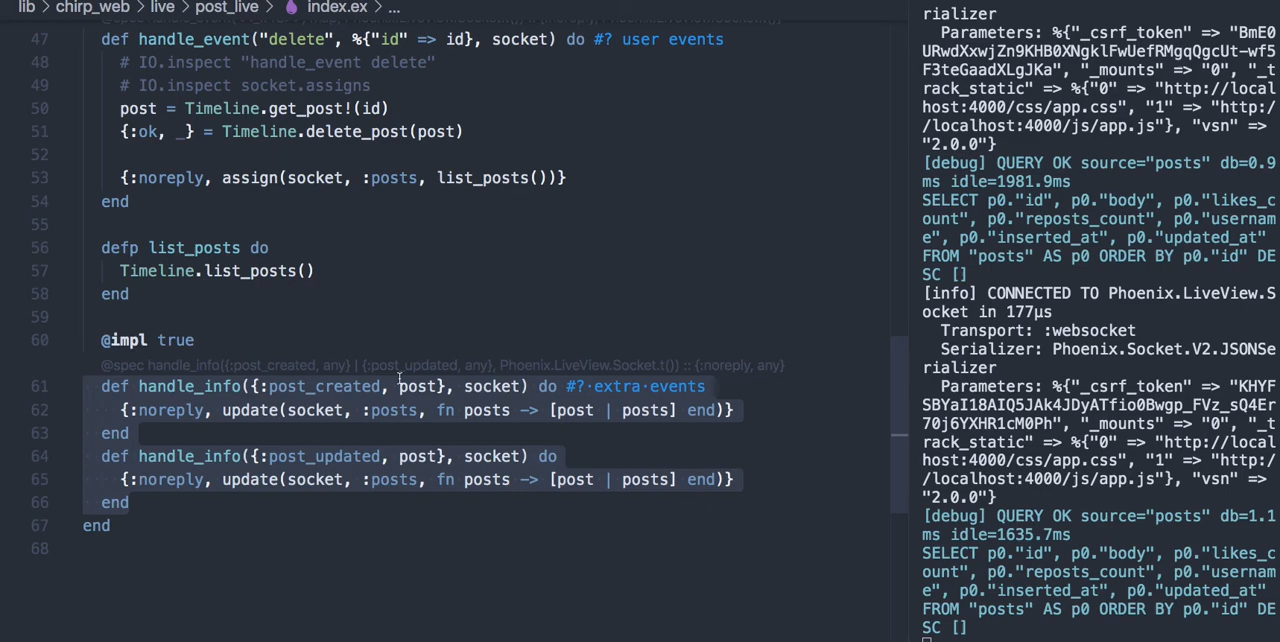 lib > chirp_web > live > post_live > index.ex > ...
47 def handle_event("delete", %{"id" => id}, socket) do #? user events
48 # IO.inspect "handle_event delete"
49 # IO.inspect socket.assigns
50 post = Timeline.get_post!(id)
51 {:ok, _} = Timeline.delete_post(post)
52
53 {:noreply, assign(socket, :posts, list_posts())}
54 end
55
56 defp list_posts do
57 Timeline.list_posts()
58 end
59
60 @impl true
@spec handle_info({:post_created, any} | {:post_updated, any}, Phoenix.LiveView.Socket.t()) :: {:noreply, any}
61 def handle_info({:post_created, post}, socket) do #?·extra·events
62 {:noreply, update(socket, :posts, fn posts -> [post | posts] end)}
63 end
64 def handle_info({:post_updated, post}, socket) do
65 {:noreply, update(socket, :posts, fn posts -> [post | posts] end)}
66 end
67 end
68
rializer
Parameters: %{"_csrf_token" => "BmE0
URwdXxwjZn9KHB0XNgklFwUefRMgqQgcUt-wf5
F3teGaadXLgJKa", "_mounts" => "0", "_t
rack_static" => %{"0" => "http://local
host:4000/css/app.css", "1" => "http:/
/localhost:4000/js/app.js"}, "vsn" =>
"2.0.0"}
[debug] QUERY OK source="posts" db=0.9
ms idle=1981.9ms
SELECT p0."id", p0."body", p0."likes_c
ount", p0."reposts_count", p0."usernam
e", p0."inserted_at", p0."updated_at"
FROM "posts" AS p0 ORDER BY p0."id" DE
SC []
[info] CONNECTED TO Phoenix.LiveView.S
ocket in 177µs
Transport: :websocket
Serializer: Phoenix.Socket.V2.JSONSe
rializer
Parameters: %{"_csrf_token" => "KHYF
SBYaI18AIQ5JAk4JDyATfio0Bwgp_FVz_sQ4Er
70j6YXHR1cM0Ph", "_mounts" => "0", "_t
rack_static" => %{"0" => "http://local
host:4000/css/app.css", "1" => "http:/
/localhost:4000/js/app.js"}, "vsn" =>
"2.0.0"}
[debug] QUERY OK source="posts" db=1.1
ms idle=1635.7ms
SELECT p0."id", p0."body", p0."likes_c
ount", p0."reposts_count", p0."usernam
e", p0."inserted_at", p0."updated_at"
FROM "posts" AS p0 ORDER BY p0."id" DE
SC []